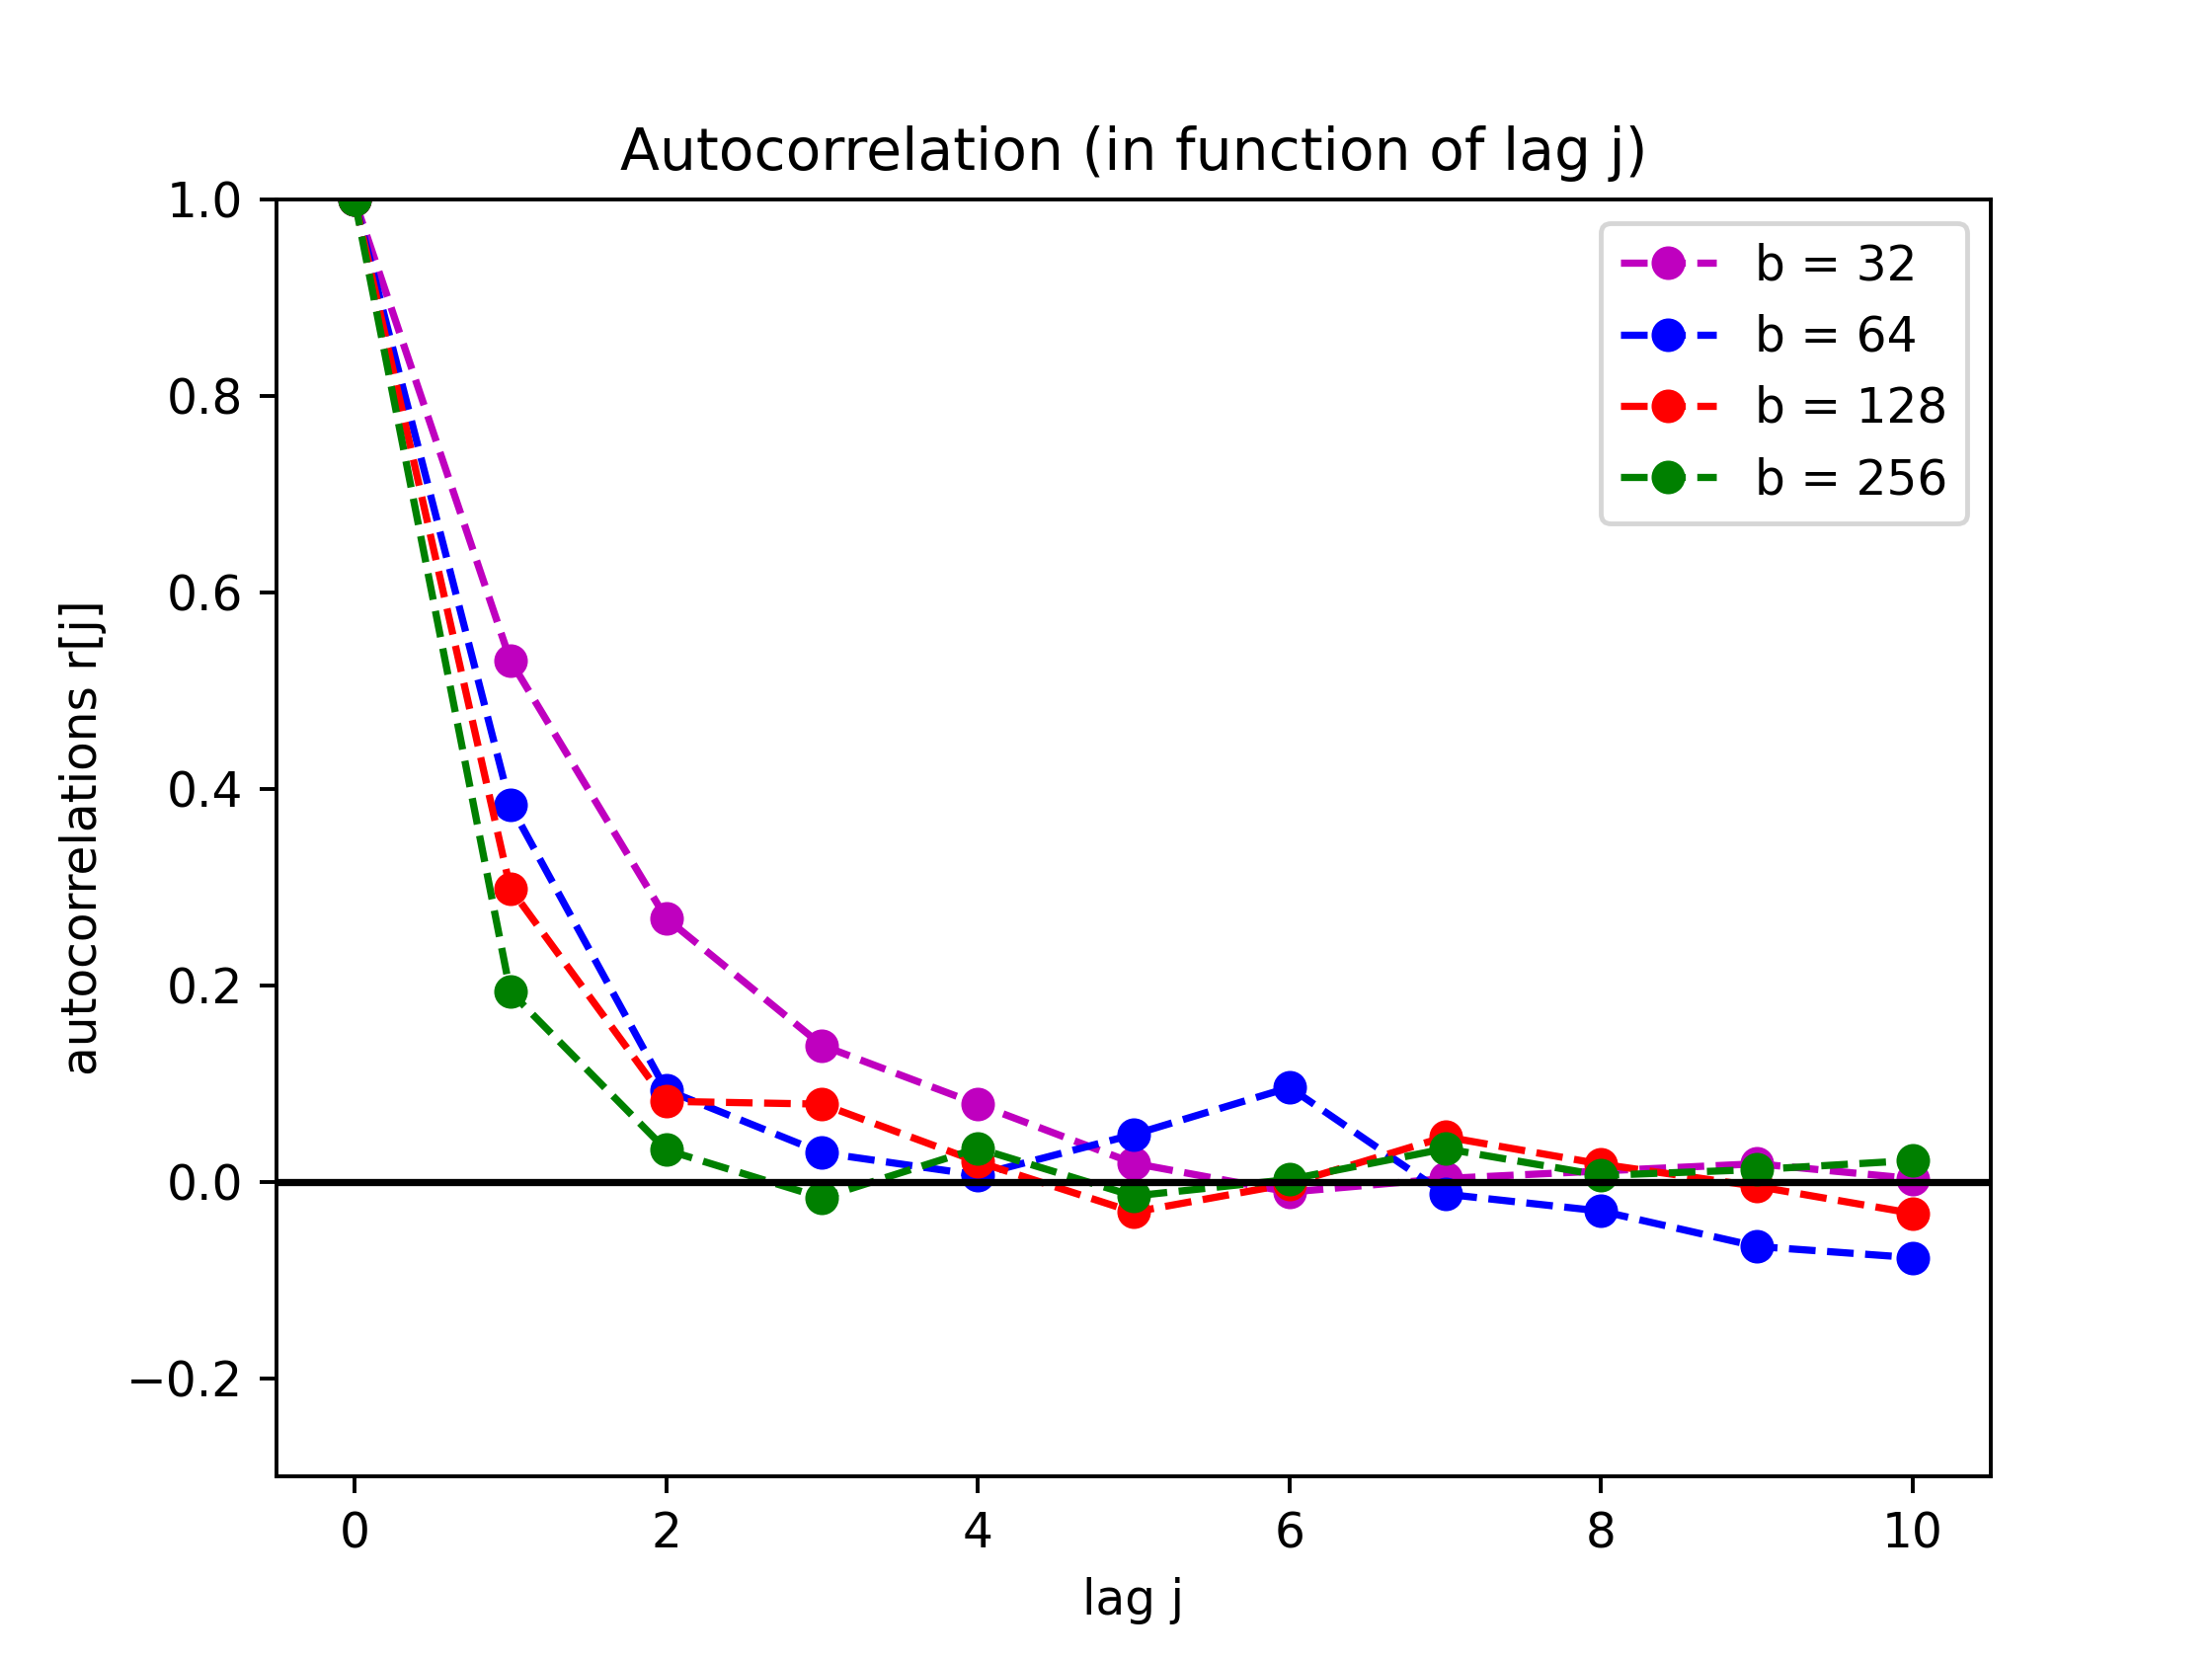 Autocorrelation (in function of lag j)
1.0
0.8
0.6
0.4
0.2
0.0
−0.2
autocorrelations r[j]
b = 32
b = 64
b = 128
b = 256
0 2 4 6 8 10
lag j